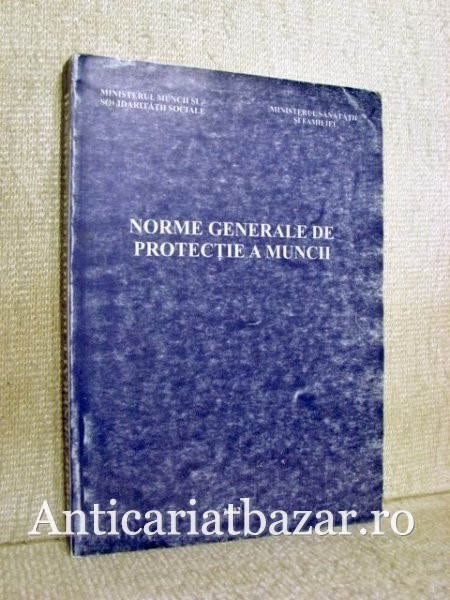 MINISTERUL MUNCII ȘI
SOLIDARITĂȚII SOCIALE
MINISTERUL SĂNĂTĂȚII
ȘI FAMILIEI
NORME GENERALE DE
PROTECȚIE A MUNCII
Anticariatbazar.ro